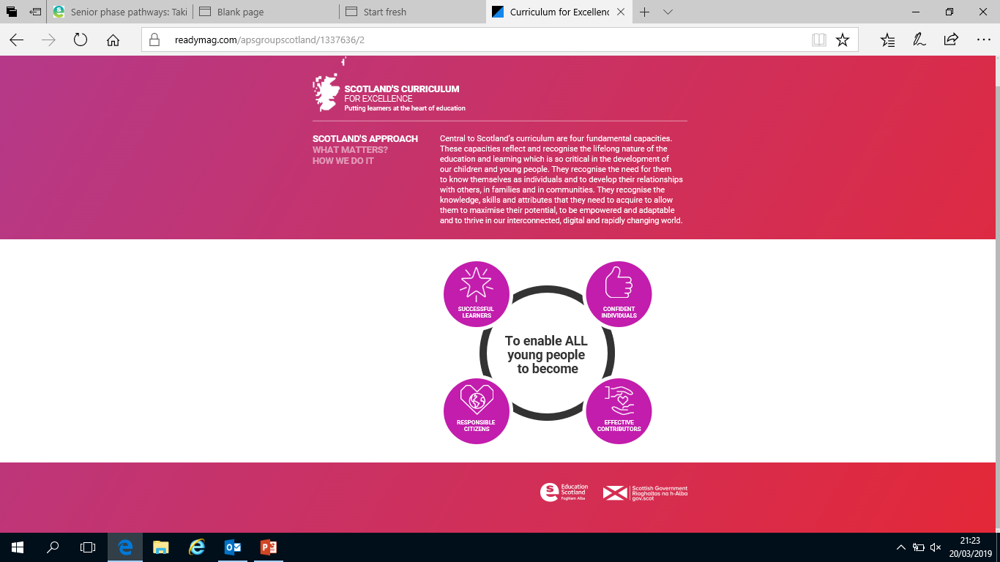 Senior phase pathways: Taki
Blank page
Start fresh
Curriculum for Excellenc
readymag.com/apsgroupscotland/1337636/2
SCOTLAND'S CURRICULUM
FOR EXCELLENCE
Putting learners at the heart of education
SCOTLAND'S APPROACH
WHAT MATTERS?
HOW WE DO IT
Central to Scotland's curriculum are four fundamental capacities.
These capacities reflect and recognise the lifelong nature of the
education and learning which is so critical in the development of
our children and young people. They recognise the need for them
to know themselves as individuals and to develop their relationships
with others, in families and in communities. They recognise the
knowledge, skills and attributes that they need to acquire to allow
them to maximise their potential, to be empowered and adaptable
and to thrive in our interconnected, digital and rapidly changing world.
SUCCESSFUL
LEARNERS
CONFIDENT
INDIVIDUALS
To enable ALL
young people
to become
RESPONSIBLE
CITIZENS
EFFECTIVE
CONTRIBUTORS
Education
Scotland
Foghlam Alba
Scottish Government
Riaghaltas na h-Alba
gov.scot
21:23
20/03/2019